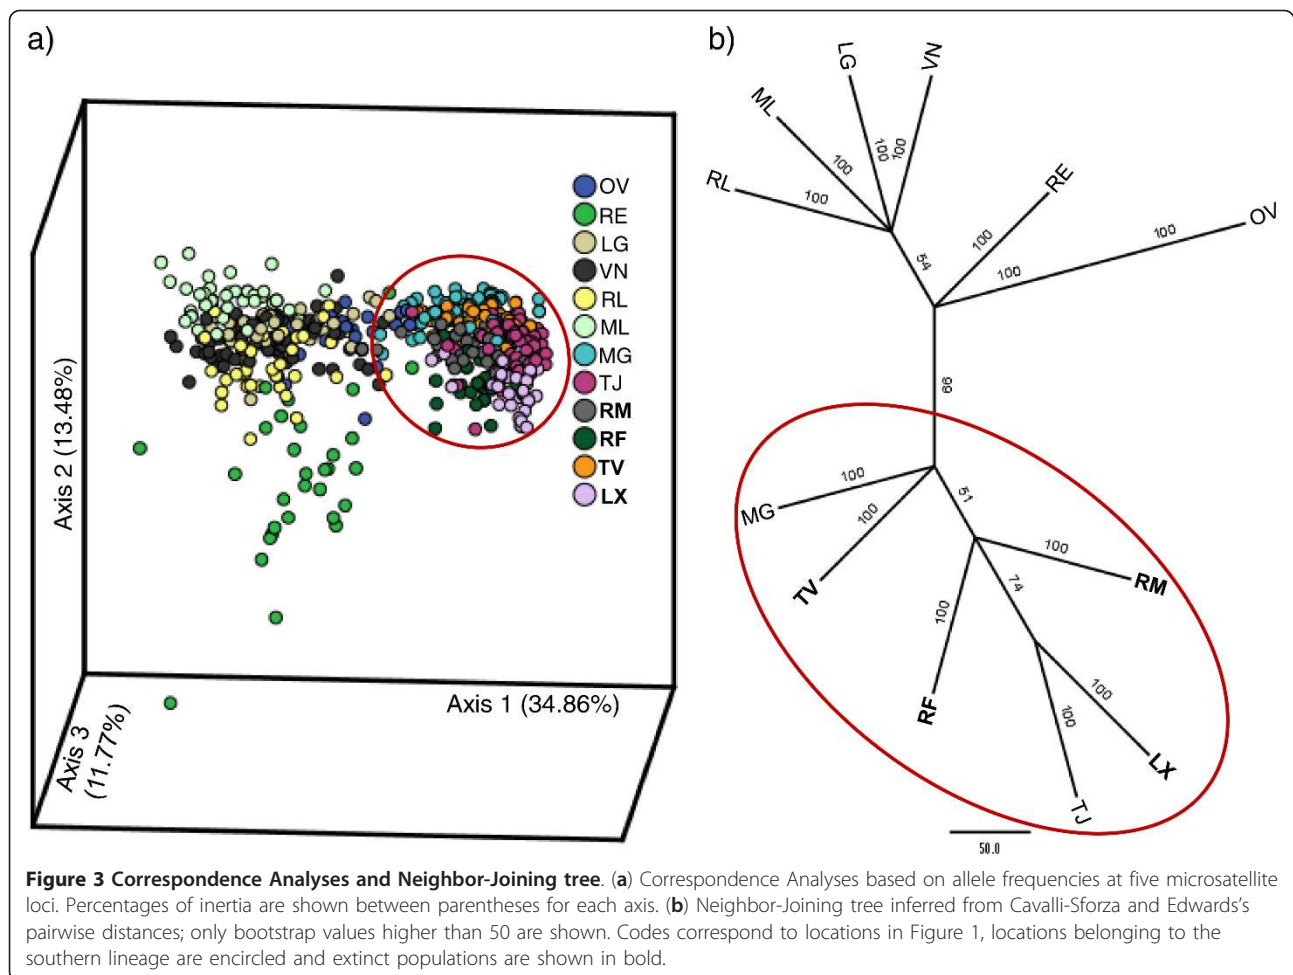 a)
Axis 2 (13.48%)
Axis 3
(11.77%)
Axis 1 (34.86%)
OV
RE
LG
VN
RL
ML
MG
TJ
RM
RF
TV
LX
b)
LG
VN
ML
RL
RE
OV
100
100
100
100
100
100
100
54
66
MG
TV
RM
RF
LX
TJ
100
100
51
100
74
100
100
100
50.0
Figure 3 Correspondence Analyses and Neighbor-Joining tree. (a) Correspondence Analyses based on allele frequencies at five microsatellite
loci. Percentages of inertia are shown between parentheses for each axis. (b) Neighbor-Joining tree inferred from Cavalli-Sforza and Edwards's
pairwise distances; only bootstrap values higher than 50 are shown. Codes correspond to locations in Figure 1, locations belonging to the
southern lineage are encircled and extinct populations are shown in bold.